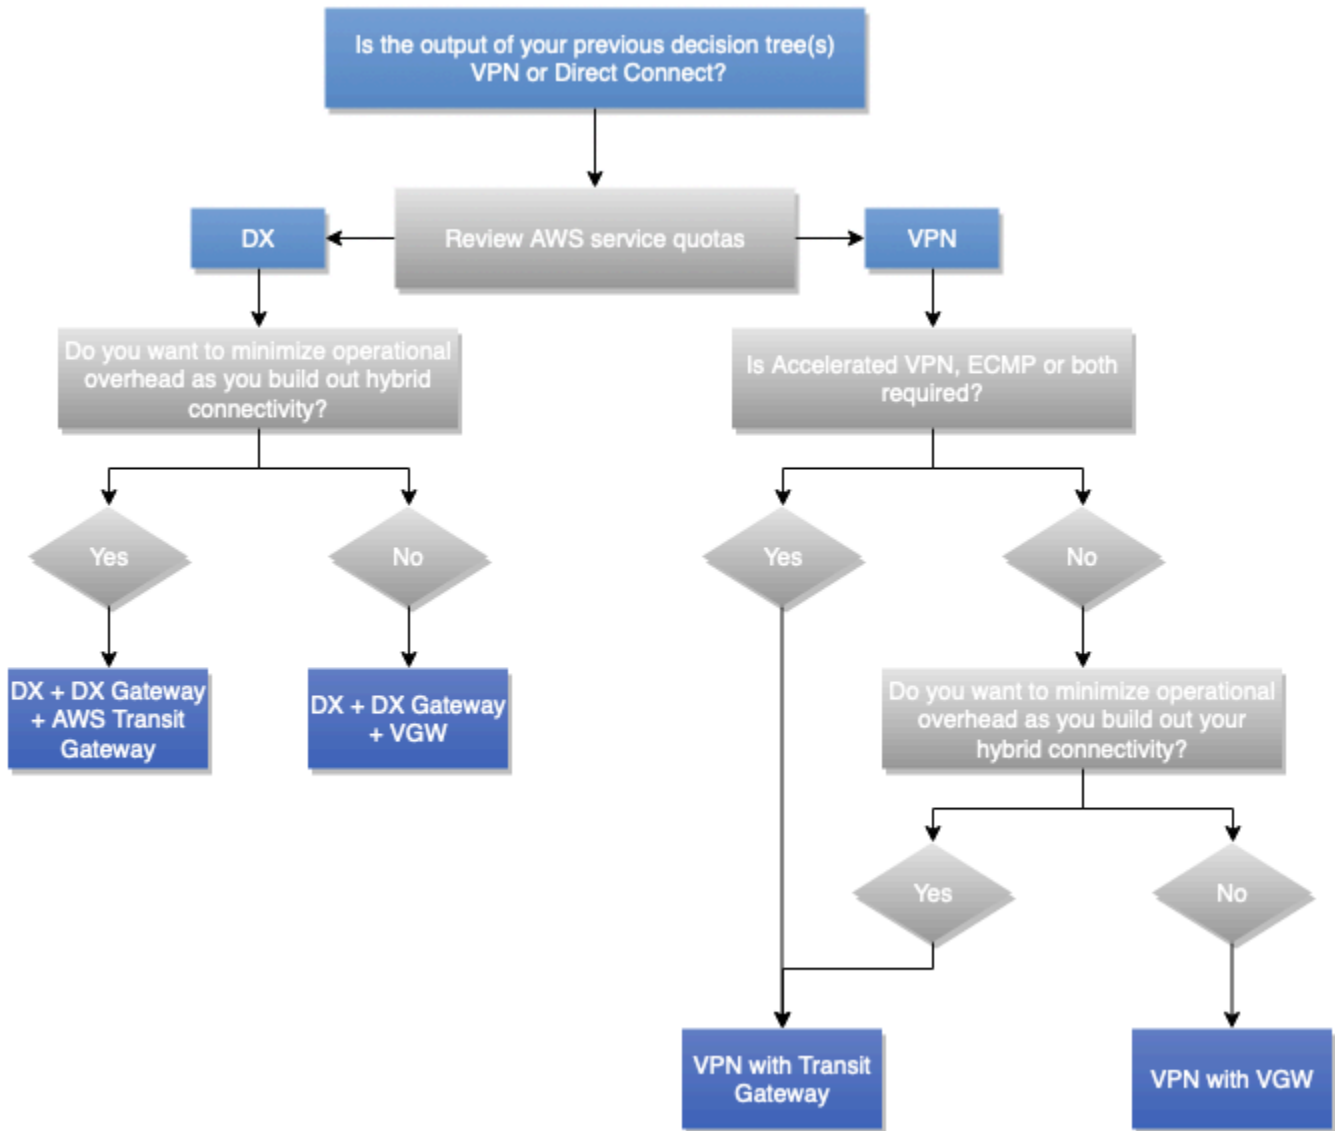 Is the output of your previous decision tree(s)
VPN or Direct Connect?
DX
Review AWS service quotas
VPN
Do you want to minimize operational
overhead as you build out hybrid
connectivity?
Is Accelerated VPN, ECMP or both
required?
Yes
No
Yes
No
DX + DX Gateway
+ AWS Transit
Gateway
DX + DX Gateway
+ VGW
Do you want to minimize operational
overhead as you build out your
hybrid connectivity?
Yes
No
VPN with Transit
Gateway
VPN with VGW